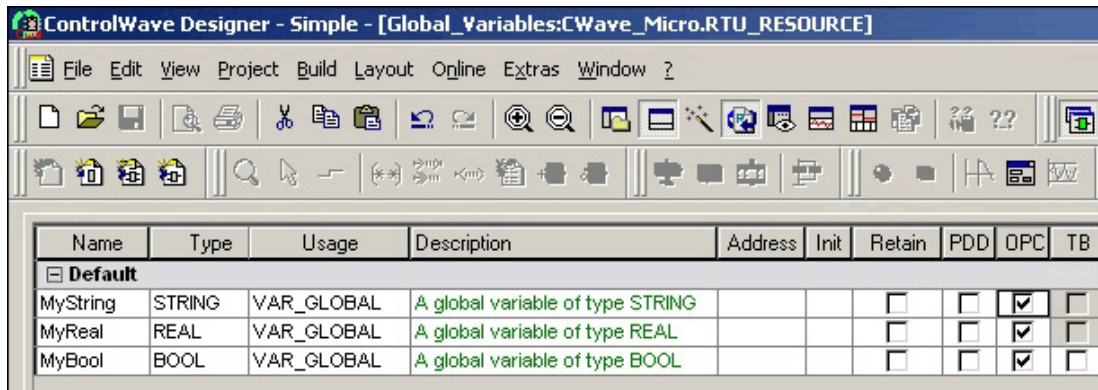 ControlWave Designer - Simple - [Global_Variables:CWave_Micro.RTU_RESOURCE]
File Edit View Project Build Layout Online Extras Window ?
Name Type Usage Description Address Init Retain PDD OPC TB
Default
MyString STRING VAR_GLOBAL A global variable of type STRING
MyReal REAL VAR_GLOBAL A global variable of type REAL
MyBool BOOL VAR_GLOBAL A global variable of type BOOL